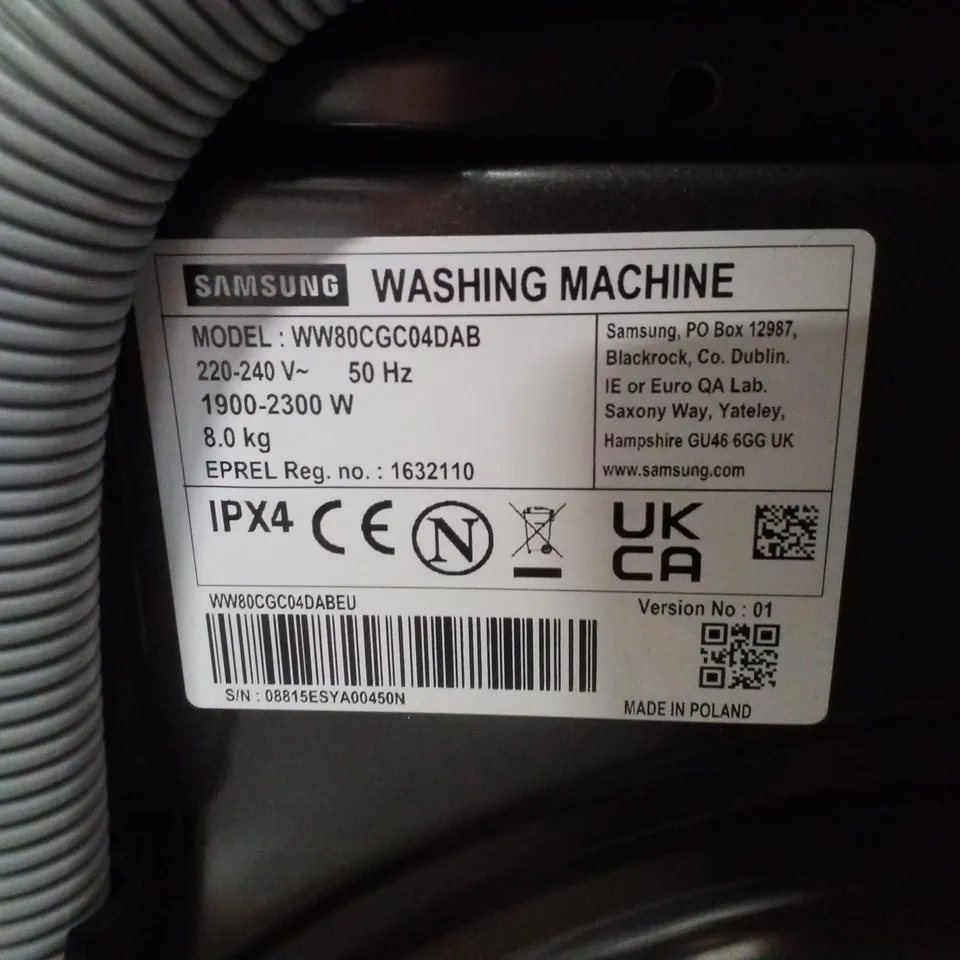 SAMSUNG WASHING MACHINE
MODEL : WW80CGC04DAB
220-240 V~ 50 Hz
1900-2300 W
8.0 kg
EPREL Reg. no. : 1632110
Samsung, PO Box 12987,
Blackrock, Co. Dublin.
IE or Euro QA Lab.
Saxony Way, Yateley,
Hampshire GU46 6GG UK
www.samsung.com
IPX4 CE N UK
CA
WW80CGC04DABEU
Version No : 01
S/N : 08815ESYA00450N
MADE IN POLAND